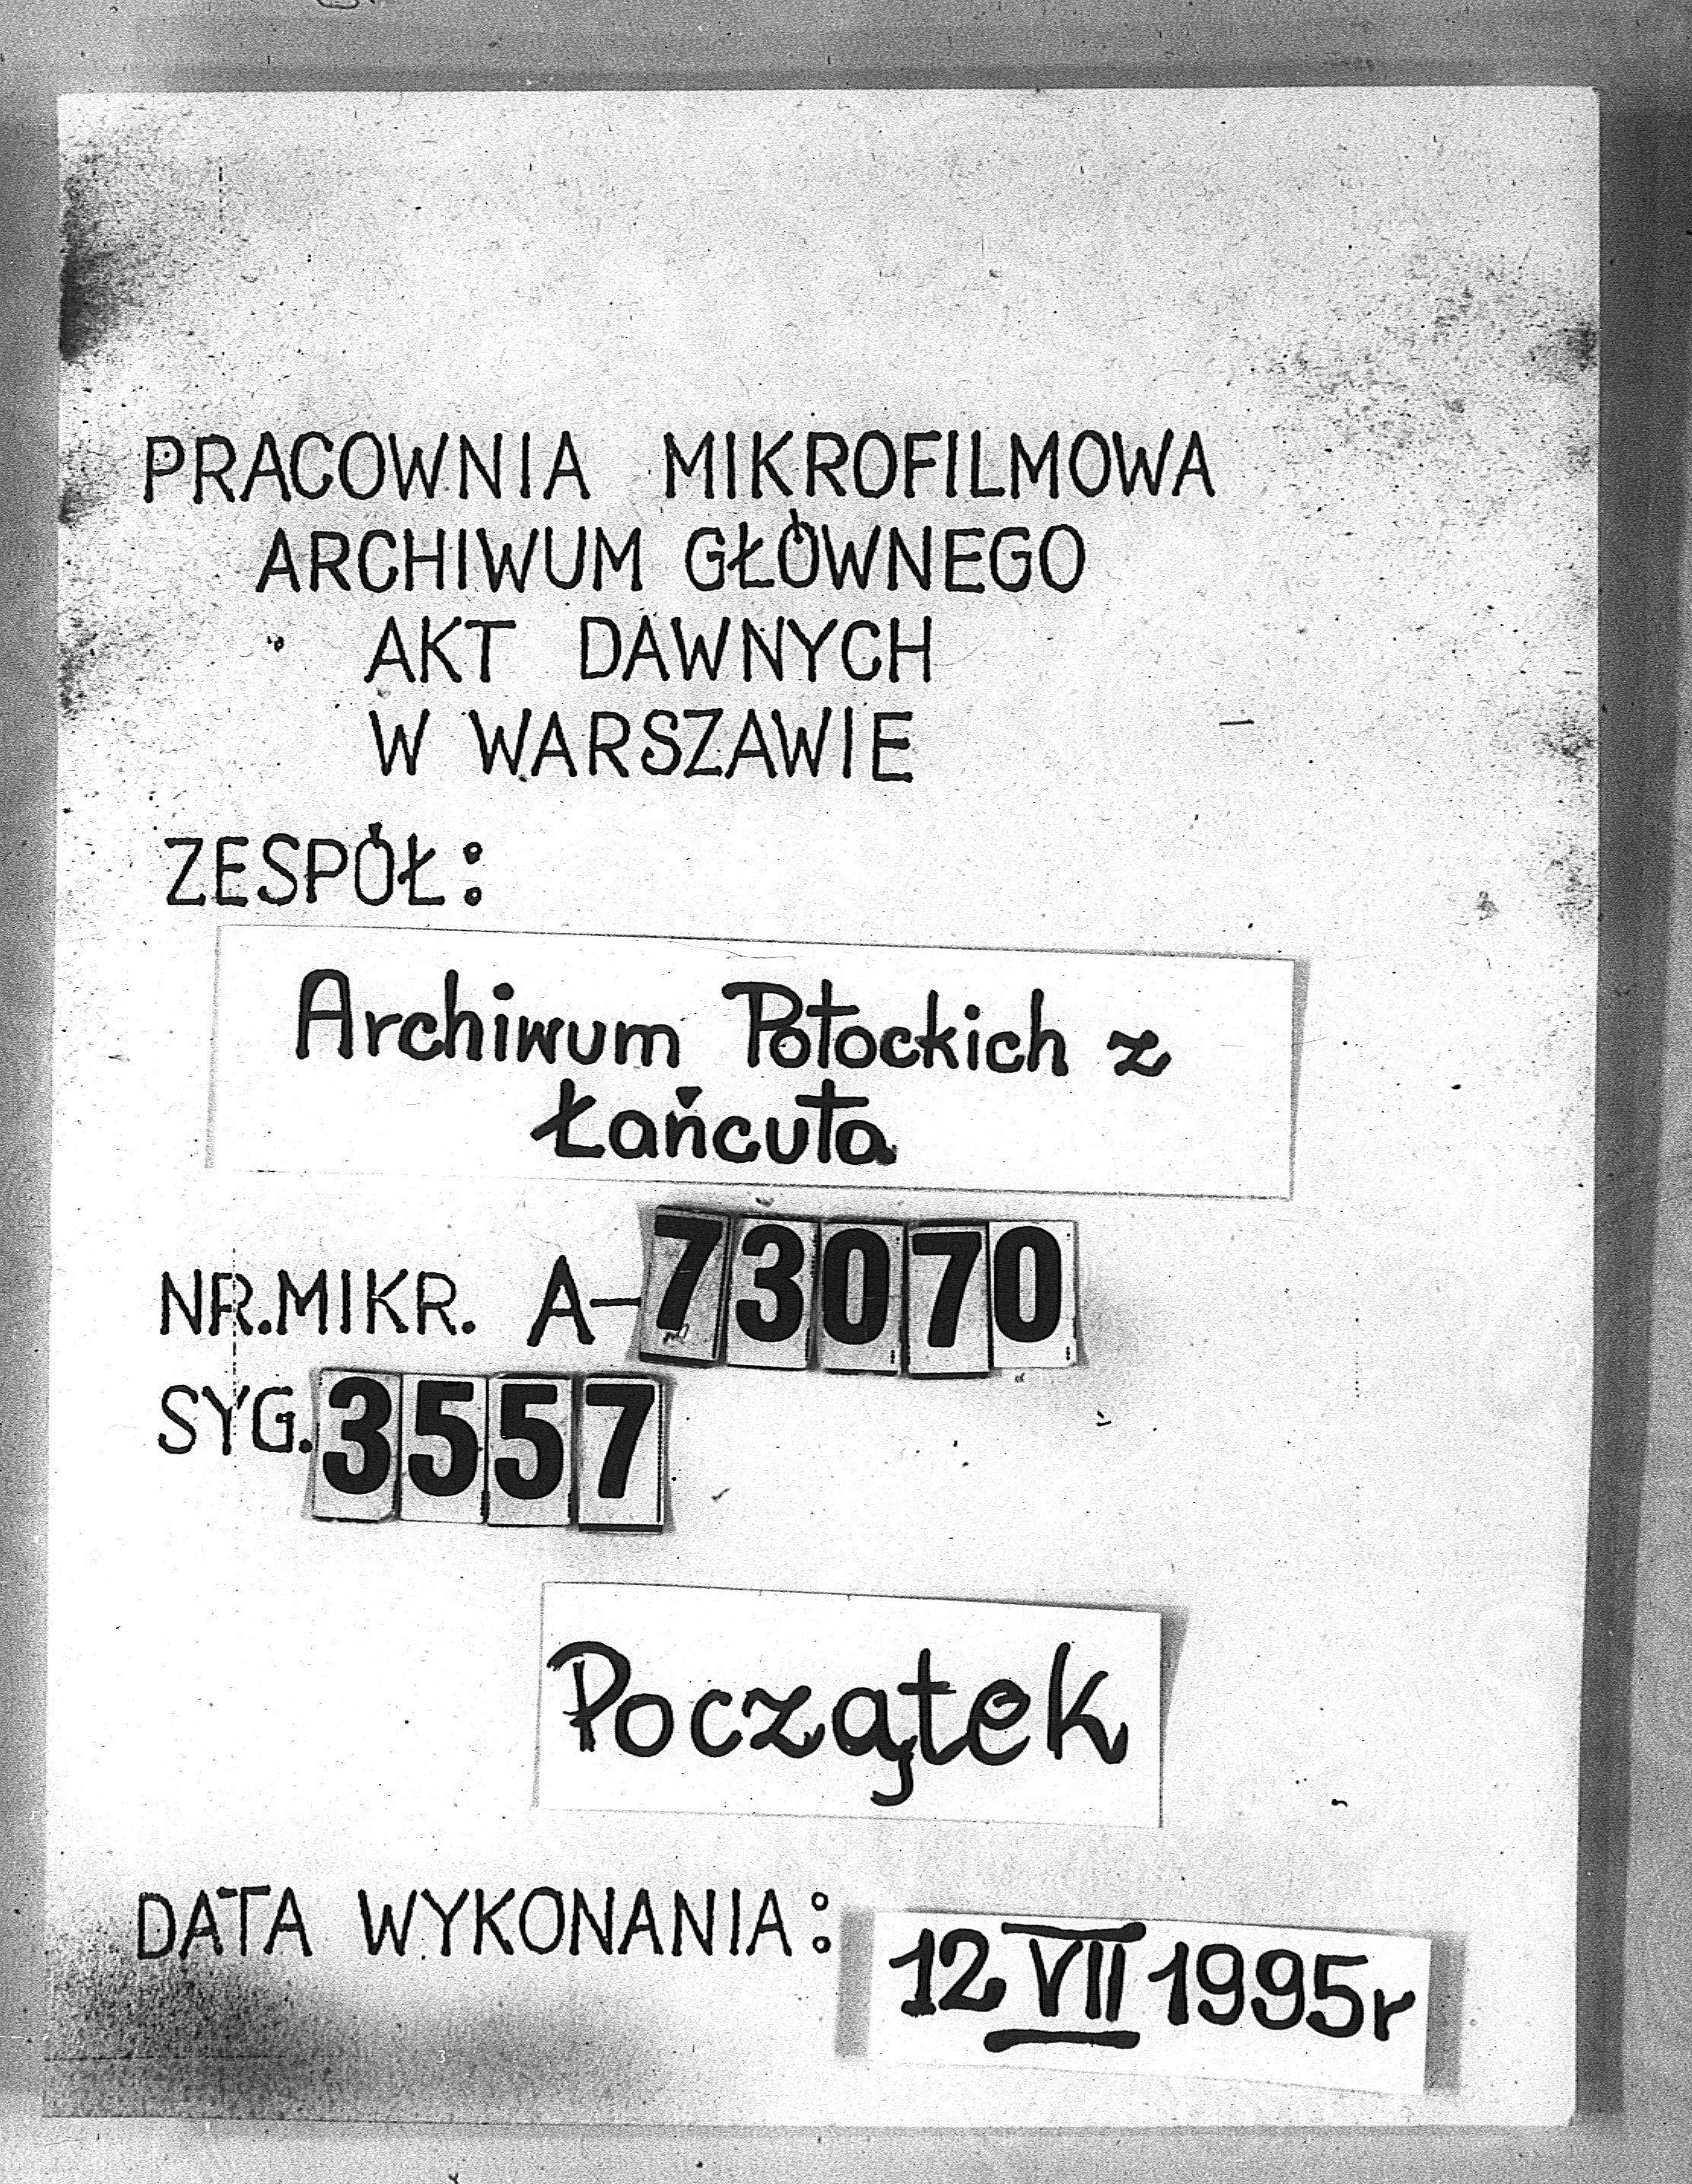 PRACOWNIA MIKROFILMOWA
ARCHIWUM GŁÓWNEGO
AKT DAWNYCH
W WARSZAWIE
ZESPÓŁ:
Archiwum Potockich z
Łańcuta
NR.MIKR. A-73070
SYG. 3557
Początek
DATA WYKONANIA: 12 VII 1995r